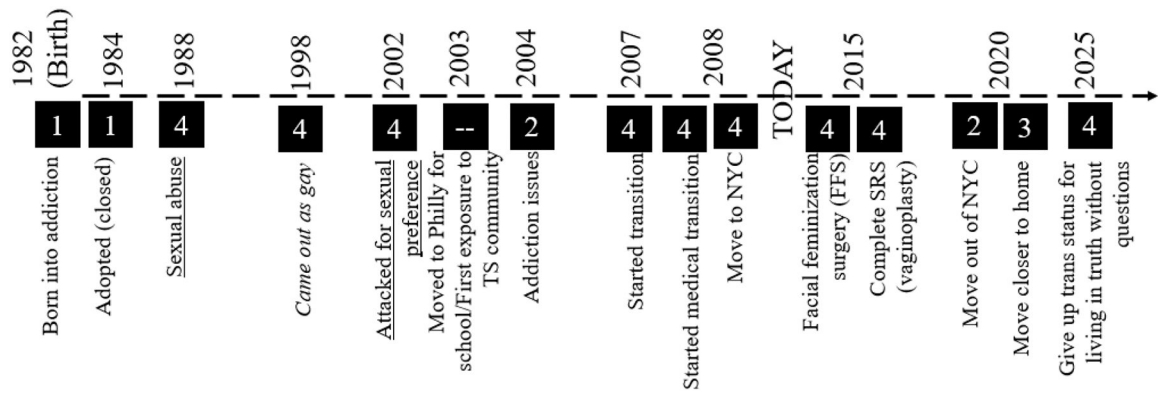 1982
(Birth)
1984
1988
1998
2002
2003
2004
2007
2008
TODAY
2015
2020
2025
1
1
4
4
4
--
2
4
4
4
4
4
2
3
4
Born into addiction
Adopted (closed)
Sexual abuse
Came out as gay
Attacked for sexual
preference
Moved to Philly for
school/First exposure to
TS community
Addiction issues
Started transition
Started medical transition
Move to NYC
Facial feminization
surgery (FFS)
Complete SRS
(vaginoplasty)
Move out of NYC
Move closer to home
Give up trans status for
living in truth without
questions